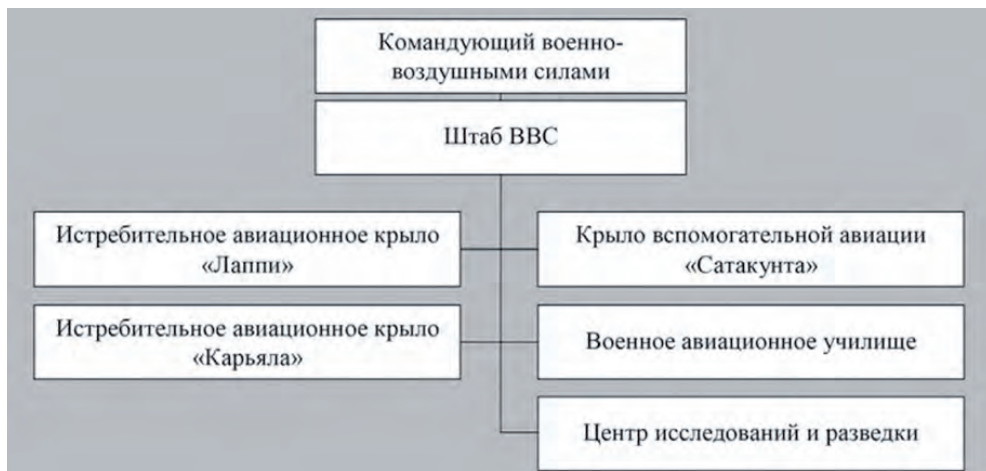 Командующий военно-
воздушными силами
Штаб ВВС
Истребительное авиационное крыло
«Лаппи»
Крыло вспомогательной авиации
«Сатакунта»
Истребительное авиационное крыло
«Карьяла»
Военное авиационное училище
Центр исследований и разведки